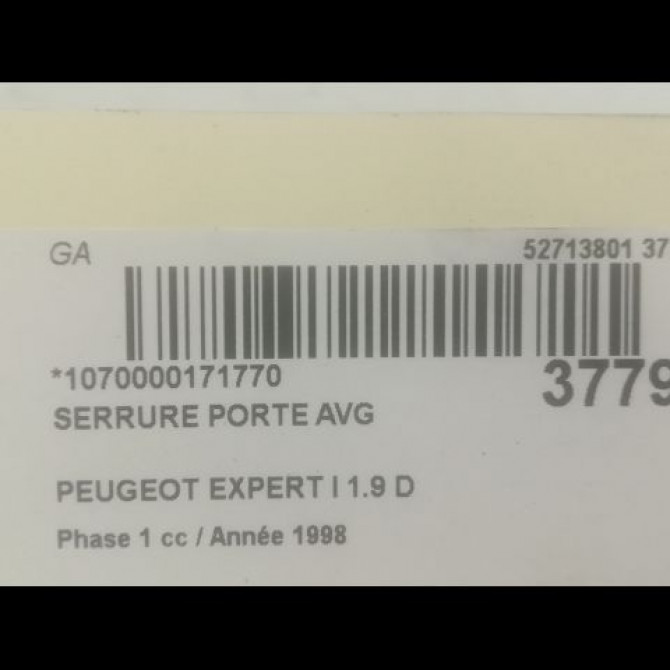 GA 52713801 37
*1070000171770 3779
SERRURE PORTE AVG
PEUGEOT EXPERT I 1.9 D
Phase 1 cc / Année 1998